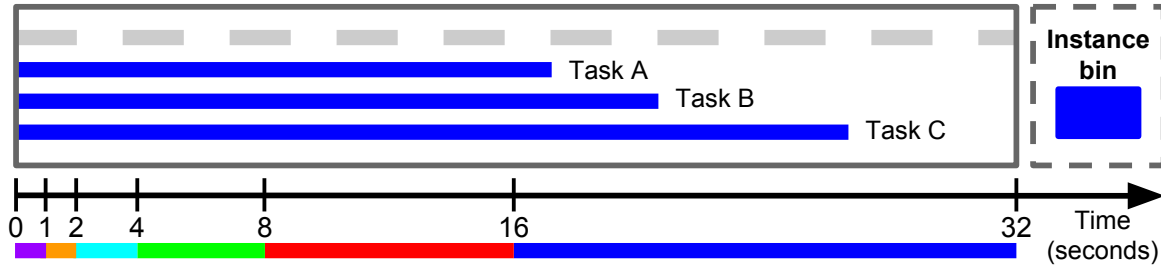 Instance
bin
Task A
Task B
Task C
0 1 2 4 8 16 32 Time
(seconds)